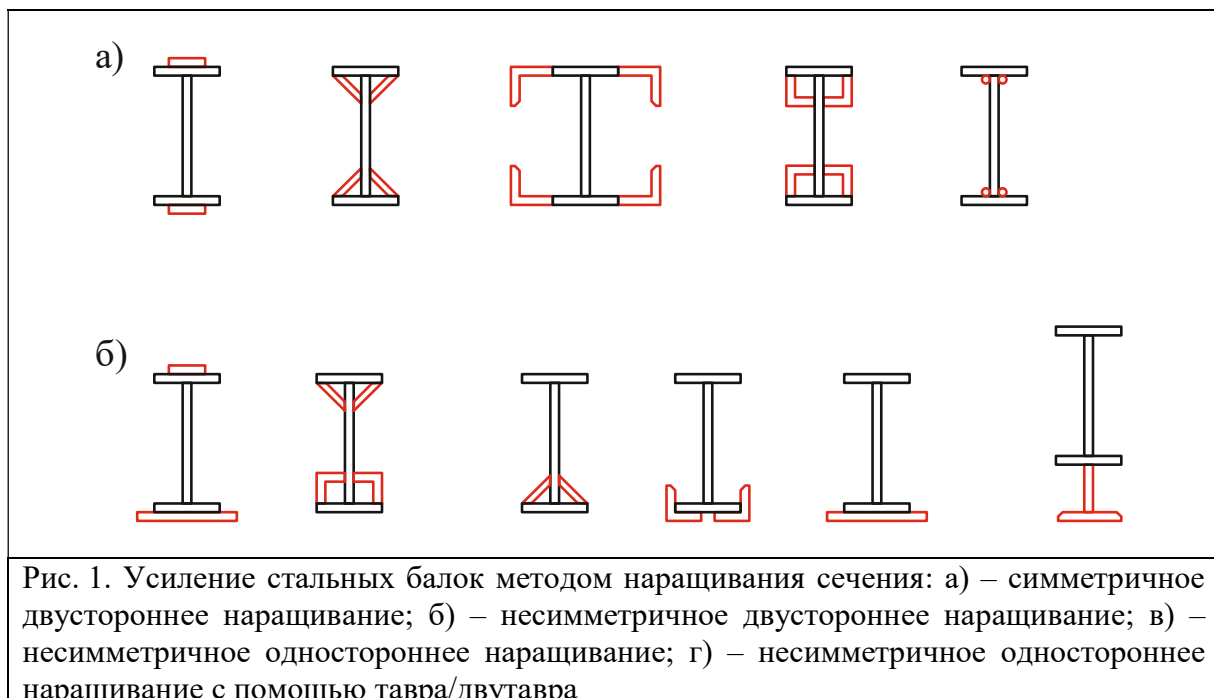 а)
б)
Рис. 1. Усиление стальных балок методом наращивания сечения: а) – симметричное
двустороннее наращивание; б) – несимметричное двустороннее наращивание; в) –
несимметричное одностороннее наращивание; г) – несимметричное одностороннее
наращивание с помощью тавра/двутавра